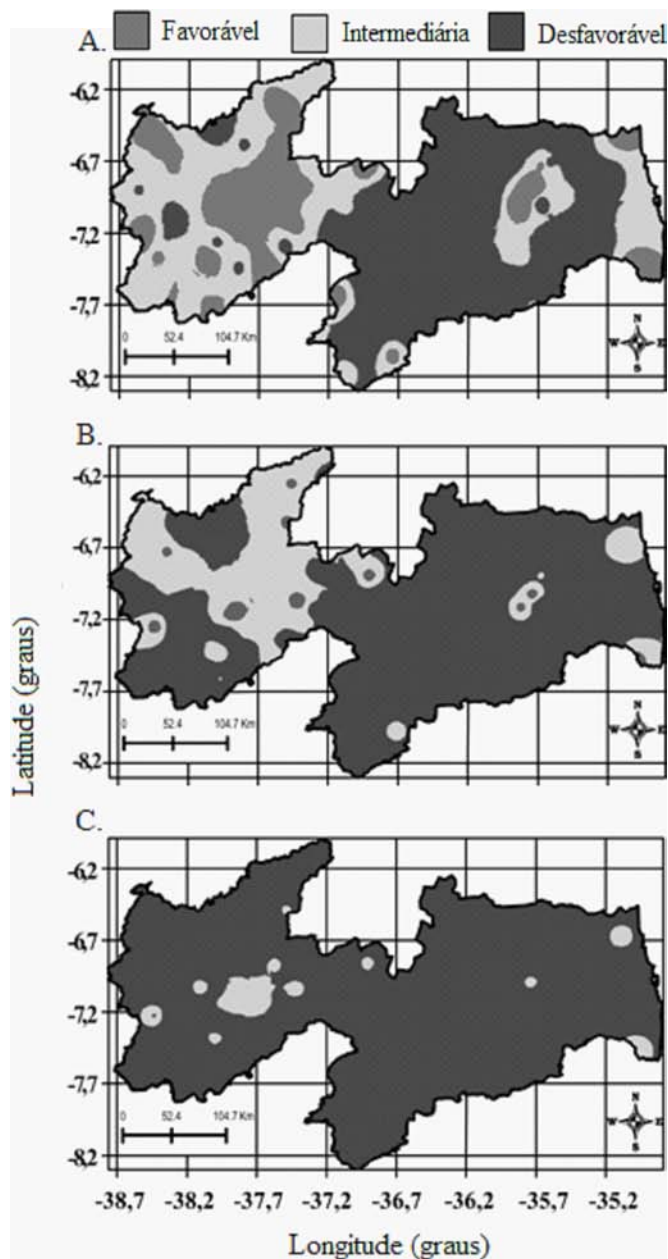 Favorável Intermediária Desfavorável
A.
-6,2
-6,7
-7,2
-7,7
-8,2
0 52.4 104.7 Km
N
W E
S
B.
-6,2
-6,7
-7,2
-7,7
-8,2
0 52.4 104.7 Km
N
W E
S
C.
-6,2
-6,7
-7,2
-7,7
-8,2
0 52.4 104.7 Km
N
W E
S
Latitude (graus)
-38,7 -38,2 -37,7 -37,2 -36,7 -36,2 -35,7 -35,2
Longitude (graus)